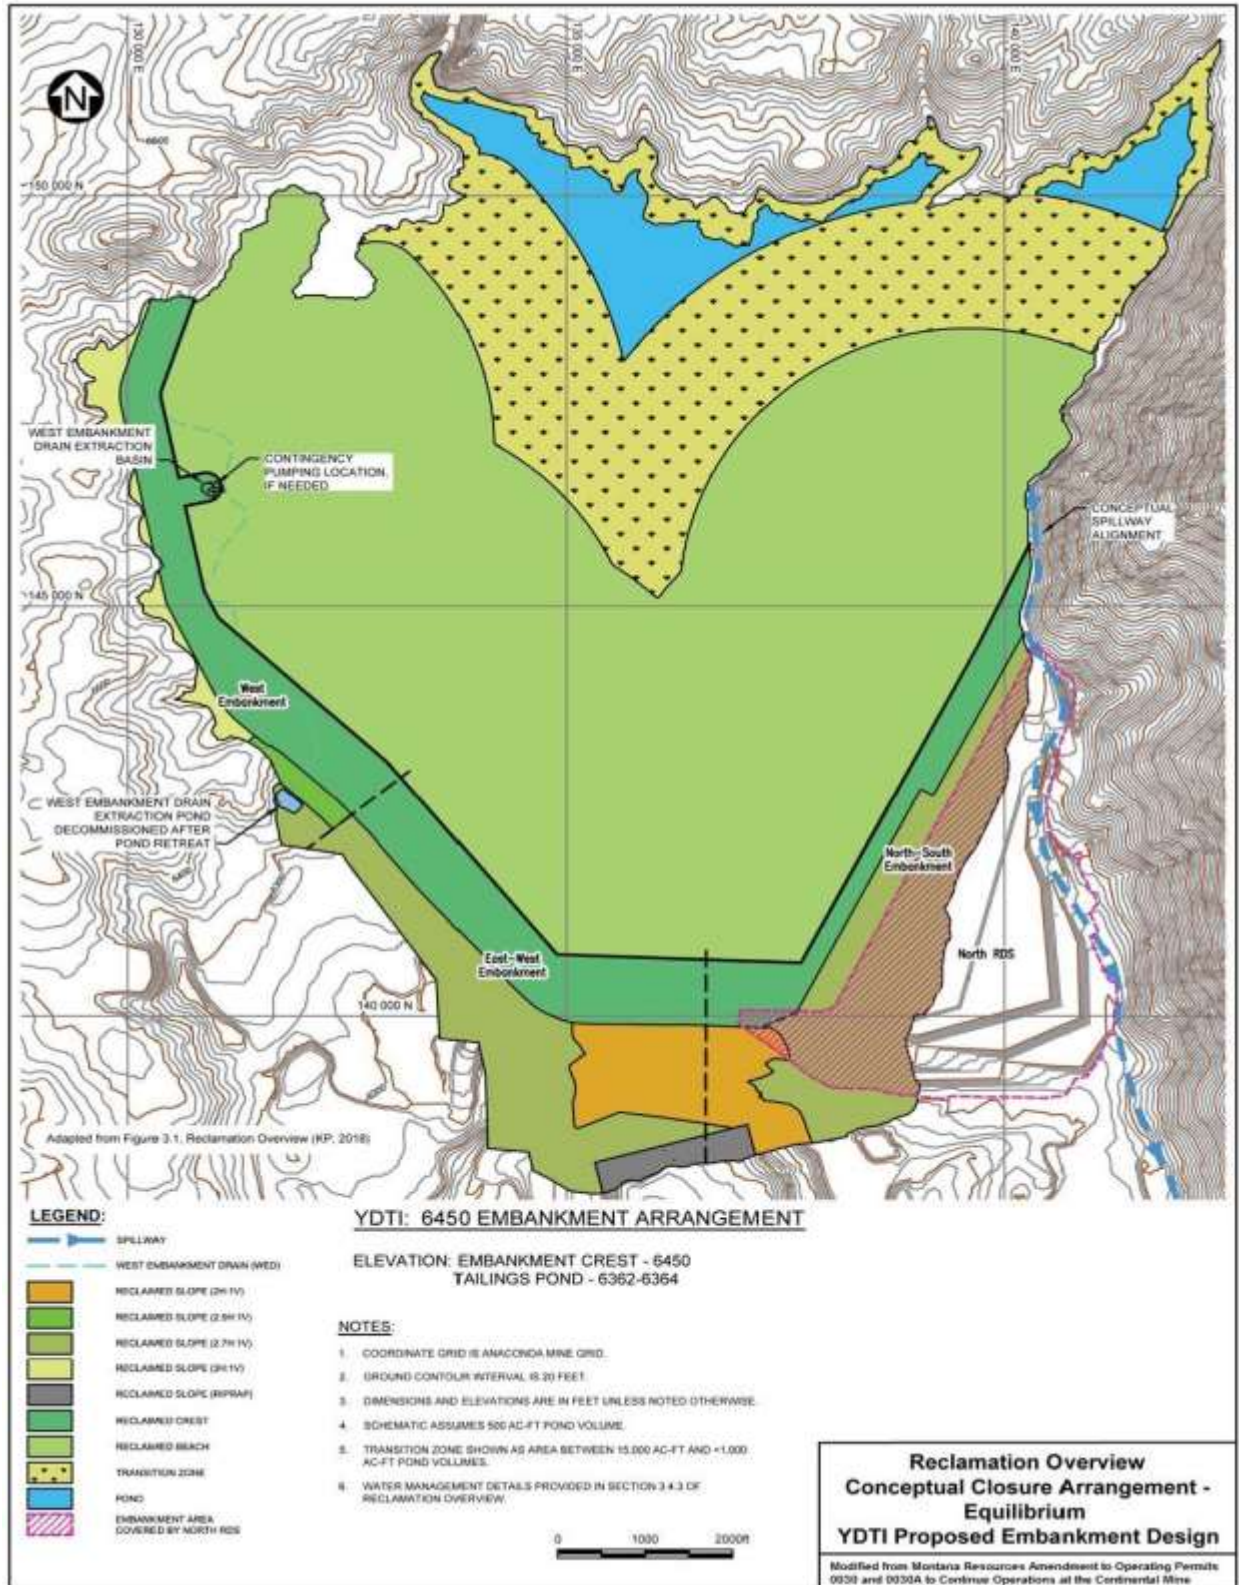 130 000 E
135 000 E
140 000 E
N
6600
150 000 N
WEST EMBANKMENT
DRAIN EXTRACTION
BASIN
CONTINGENCY
PUMPING LOCATION,
IF NEEDED
CONCEPTUAL
SPILLWAY
ALIGNMENT
145 000 N
West
Embankment
WEST EMBANKMENT DRAIN
EXTRACTION POND
DECOMMISSIONED AFTER
POND RETREAT
6400
North-South
Embankment
East-West
Embankment
North RDS
140 000 N
Adapted from Figure 3.1, Reclamation Overview (KP, 2018)
LEGEND:
SPILLWAY
WEST EMBANKMENT DRAIN (WED)
RECLAIMED SLOPE (2H:1V)
RECLAIMED SLOPE (2.5H:1V)
RECLAIMED SLOPE (2.7H:1V)
RECLAIMED SLOPE (3H:1V)
RECLAIMED SLOPE (RIPRAP)
RECLAIMED CREST
RECLAIMED BEACH
TRANSITION ZONE
POND
EMBANKMENT AREA
COVERED BY NORTH RDS
YDTI: 6450 EMBANKMENT ARRANGEMENT
ELEVATION: EMBANKMENT CREST - 6450
TAILINGS POND - 6362-6364
NOTES:
1. COORDINATE GRID IS ANACONDA MINE GRID.
2. GROUND CONTOUR INTERVAL IS 20 FEET.
3. DIMENSIONS AND ELEVATIONS ARE IN FEET UNLESS NOTED OTHERWISE.
4. SCHEMATIC ASSUMES 500 AC-FT POND VOLUME.
5. TRANSITION ZONE SHOWN AS AREA BETWEEN 15,000 AC-FT AND <1,000
AC-FT POND VOLUMES.
6. WATER MANAGEMENT DETAILS PROVIDED IN SECTION 3.4.3 OF
RECLAMATION OVERVIEW.
0 1000 2000ft
Reclamation Overview
Conceptual Closure Arrangement -
Equilibrium
YDTI Proposed Embankment Design
Modified from Montana Resources Amendment to Operating Permits
0030 and 0030A to Continue Operations at the Continental Mine